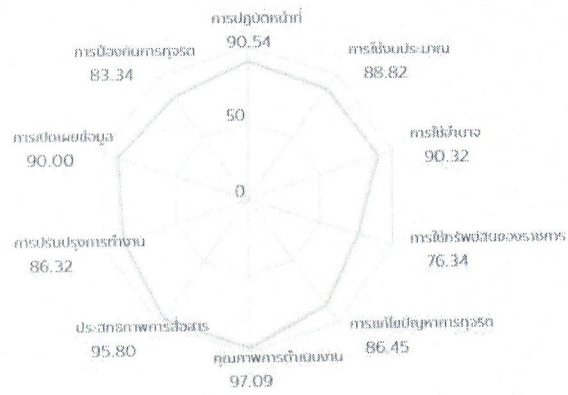 การปฏิบัติหน้าที่
90.54
การใช้งบประมาณ
88.82
การใช้อำนาจ
90.32
การใช้ทรัพย์สินของราชการ
76.34
การแก้ไขปัญหาการทุจริต
86.45
คุณภาพการดำเนินงาน
97.09
ประสิทธิภาพการสื่อสาร
95.80
การปรับปรุงการทำงาน
86.32
การเปิดเผยข้อมูล
90.00
การป้องกันการทุจริต
83.34
50
0